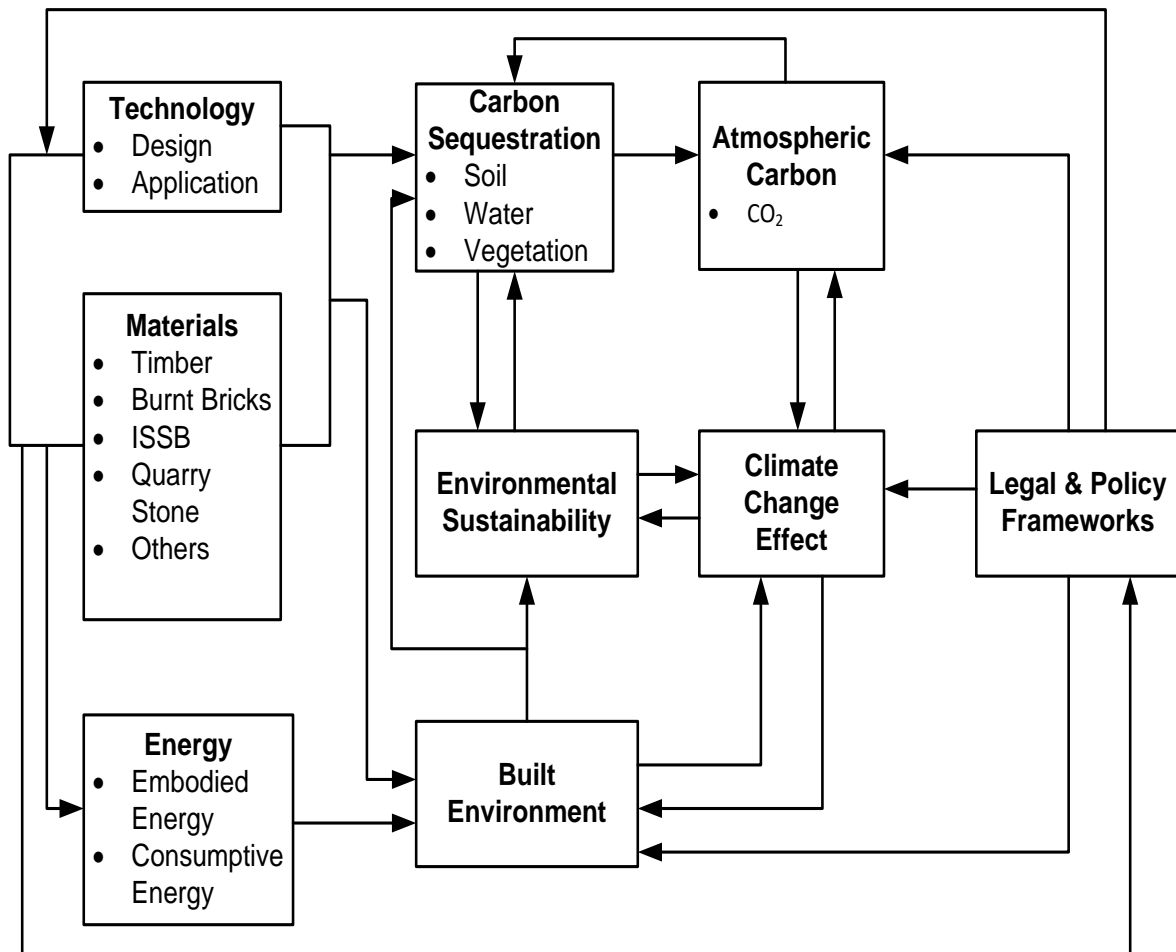 Technology
• Design
• Application
Carbon
Sequestration
• Soil
• Water
• Vegetation
Atmospheric
Carbon
• CO₂
Materials
• Timber
• Burnt Bricks
• ISSB
• Quarry
Stone
• Others
Environmental
Sustainability
Climate
Change
Effect
Legal & Policy
Frameworks
Energy
• Embodied
Energy
• Consumptive
Energy
Built
Environment